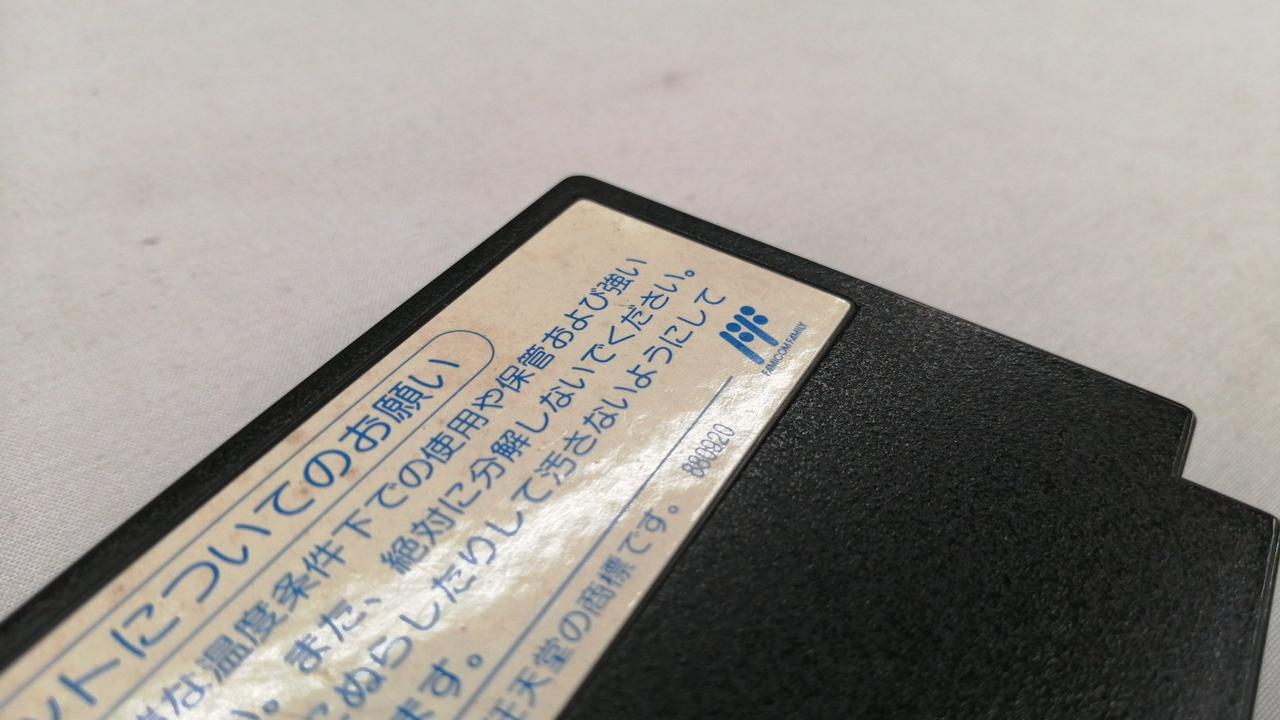 ントについてのお願い
な温度条件下での使用や保管および強い
また、絶対に分解しないでください。
ぬらしたりして汚さないようにして
ます。
FAMICOM FAMILY
880920
天堂の商標です。